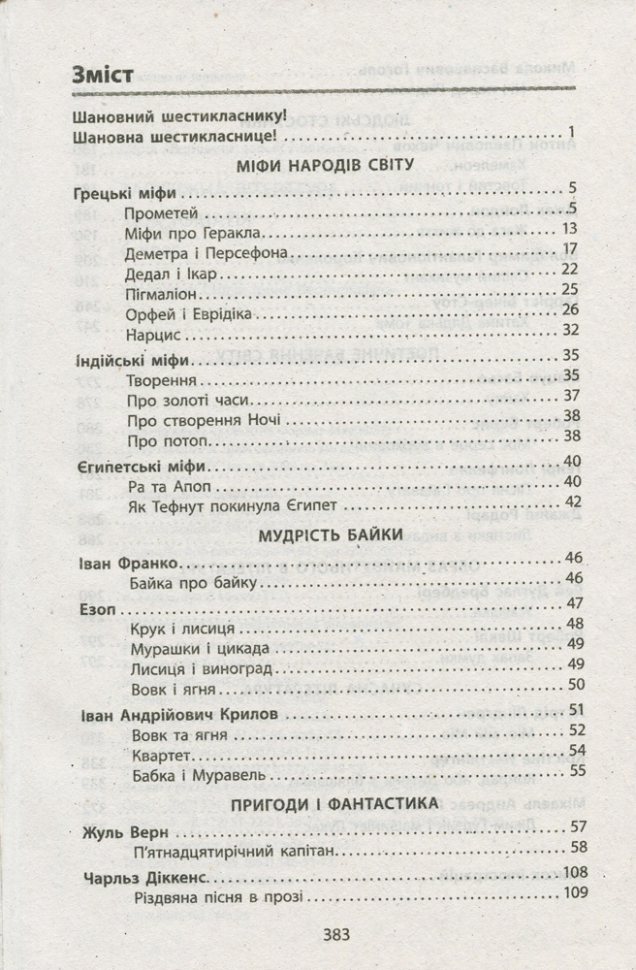 Зміст
Шановний шестикласнику!
Шановна шестикласнице! 1
МІФИ НАРОДІВ СВІТУ
Грецькі міфи 5
Прометей 5
Міфи про Геракла 13
Деметра і Персефона 17
Дедал і Ікар 22
Пігмаліон 25
Орфей і Еврідіка 26
Нарцис 32
Індійські міфи 35
Творення 35
Про золоті часи 37
Про створення Ночі 38
Про потоп 38
Єгипетські міфи 40
Ра та Апоп 40
Як Тефнут покинула Єгипет 42
МУДРІСТЬ БАЙКИ
Іван Франко 46
Байка про байку 46
Езоп 47
Крук і лисиця 48
Мурашки і цикада 49
Лисиця і виноград 49
Вовк і ягня 50
Іван Андрійович Крилов 51
Вовк та ягня 52
Квартет 54
Бабка і Муравель 55
ПРИГОДИ І ФАНТАСТИКА
Жуль Верн 57
П'ятнадцятирічний капітан 58
Чарльз Діккенс 108
Різдвяна пісня в прозі 109
383